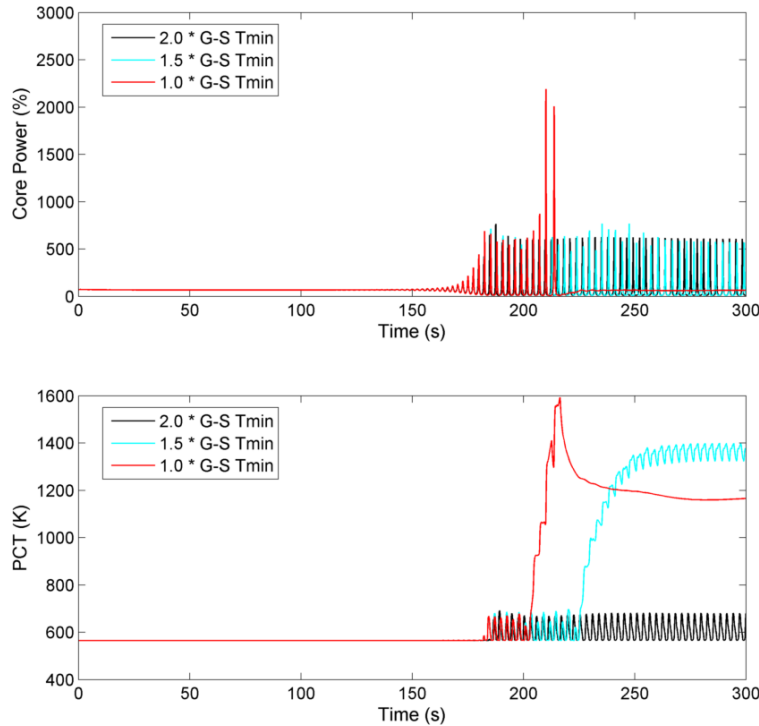 3000
2500
2000
1500
1000
500
0
Core Power (%)
2.0 * G-S Tmin
1.5 * G-S Tmin
1.0 * G-S Tmin
0 50 100 150 200 250 300
Time (s)
1600
1400
1200
1000
800
600
400
PCT (K)
2.0 * G-S Tmin
1.5 * G-S Tmin
1.0 * G-S Tmin
0 50 100 150 200 250 300
Time (s)